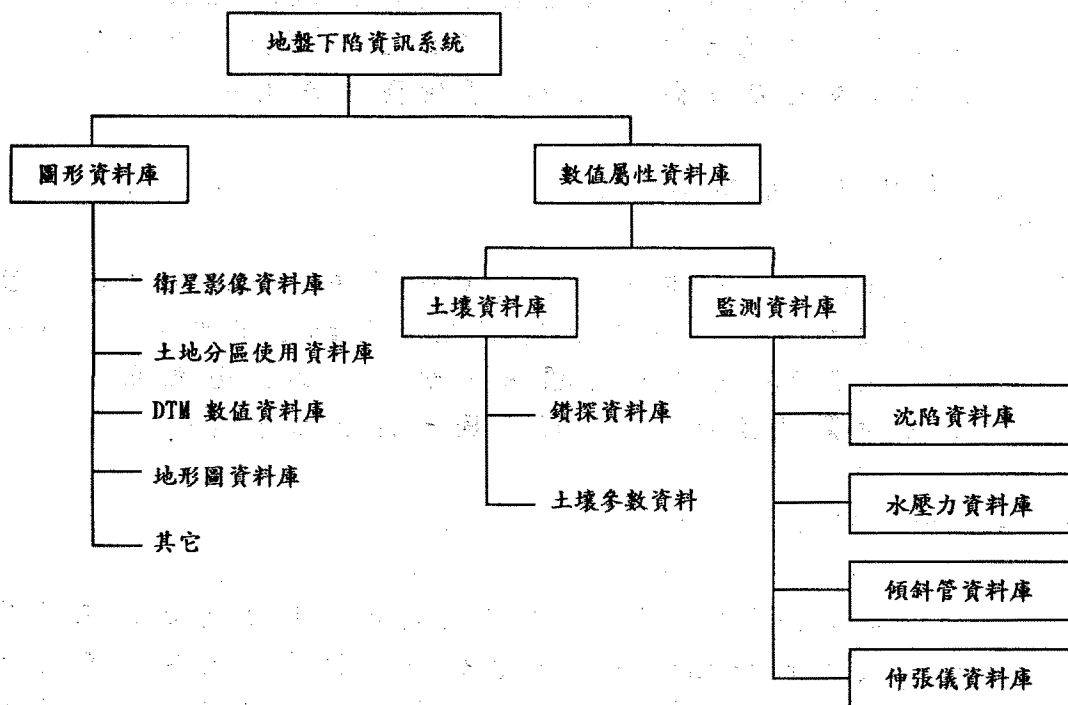 地盤下陷資訊系統
圖形資料庫
數值屬性資料庫
衛星影像資料庫
土地分區使用資料庫
DTM 數值資料庫
地形圖資料庫
其它
土壤資料庫
監測資料庫
鑽探資料庫
土壤參數資料
沈陷資料庫
水壓力資料庫
傾斜管資料庫
伸張儀資料庫